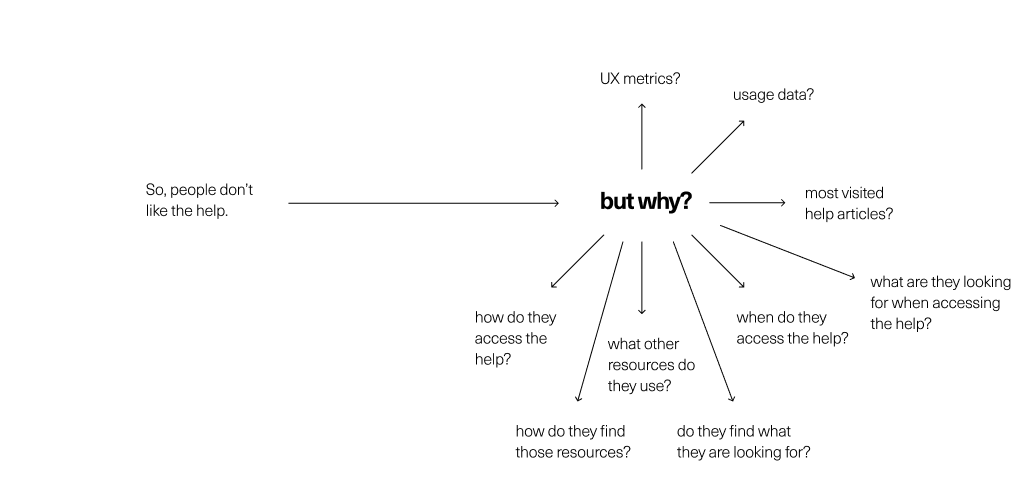 UX metrics?
usage data?
So, people don't
like the help.
but why?
most visited
help articles?
what are they looking
for when accessing
the help?
how do they
access the
help?
what other
resources do
they use?
when do they
access the help?
how do they find
those resources?
do they find what
they are looking for?